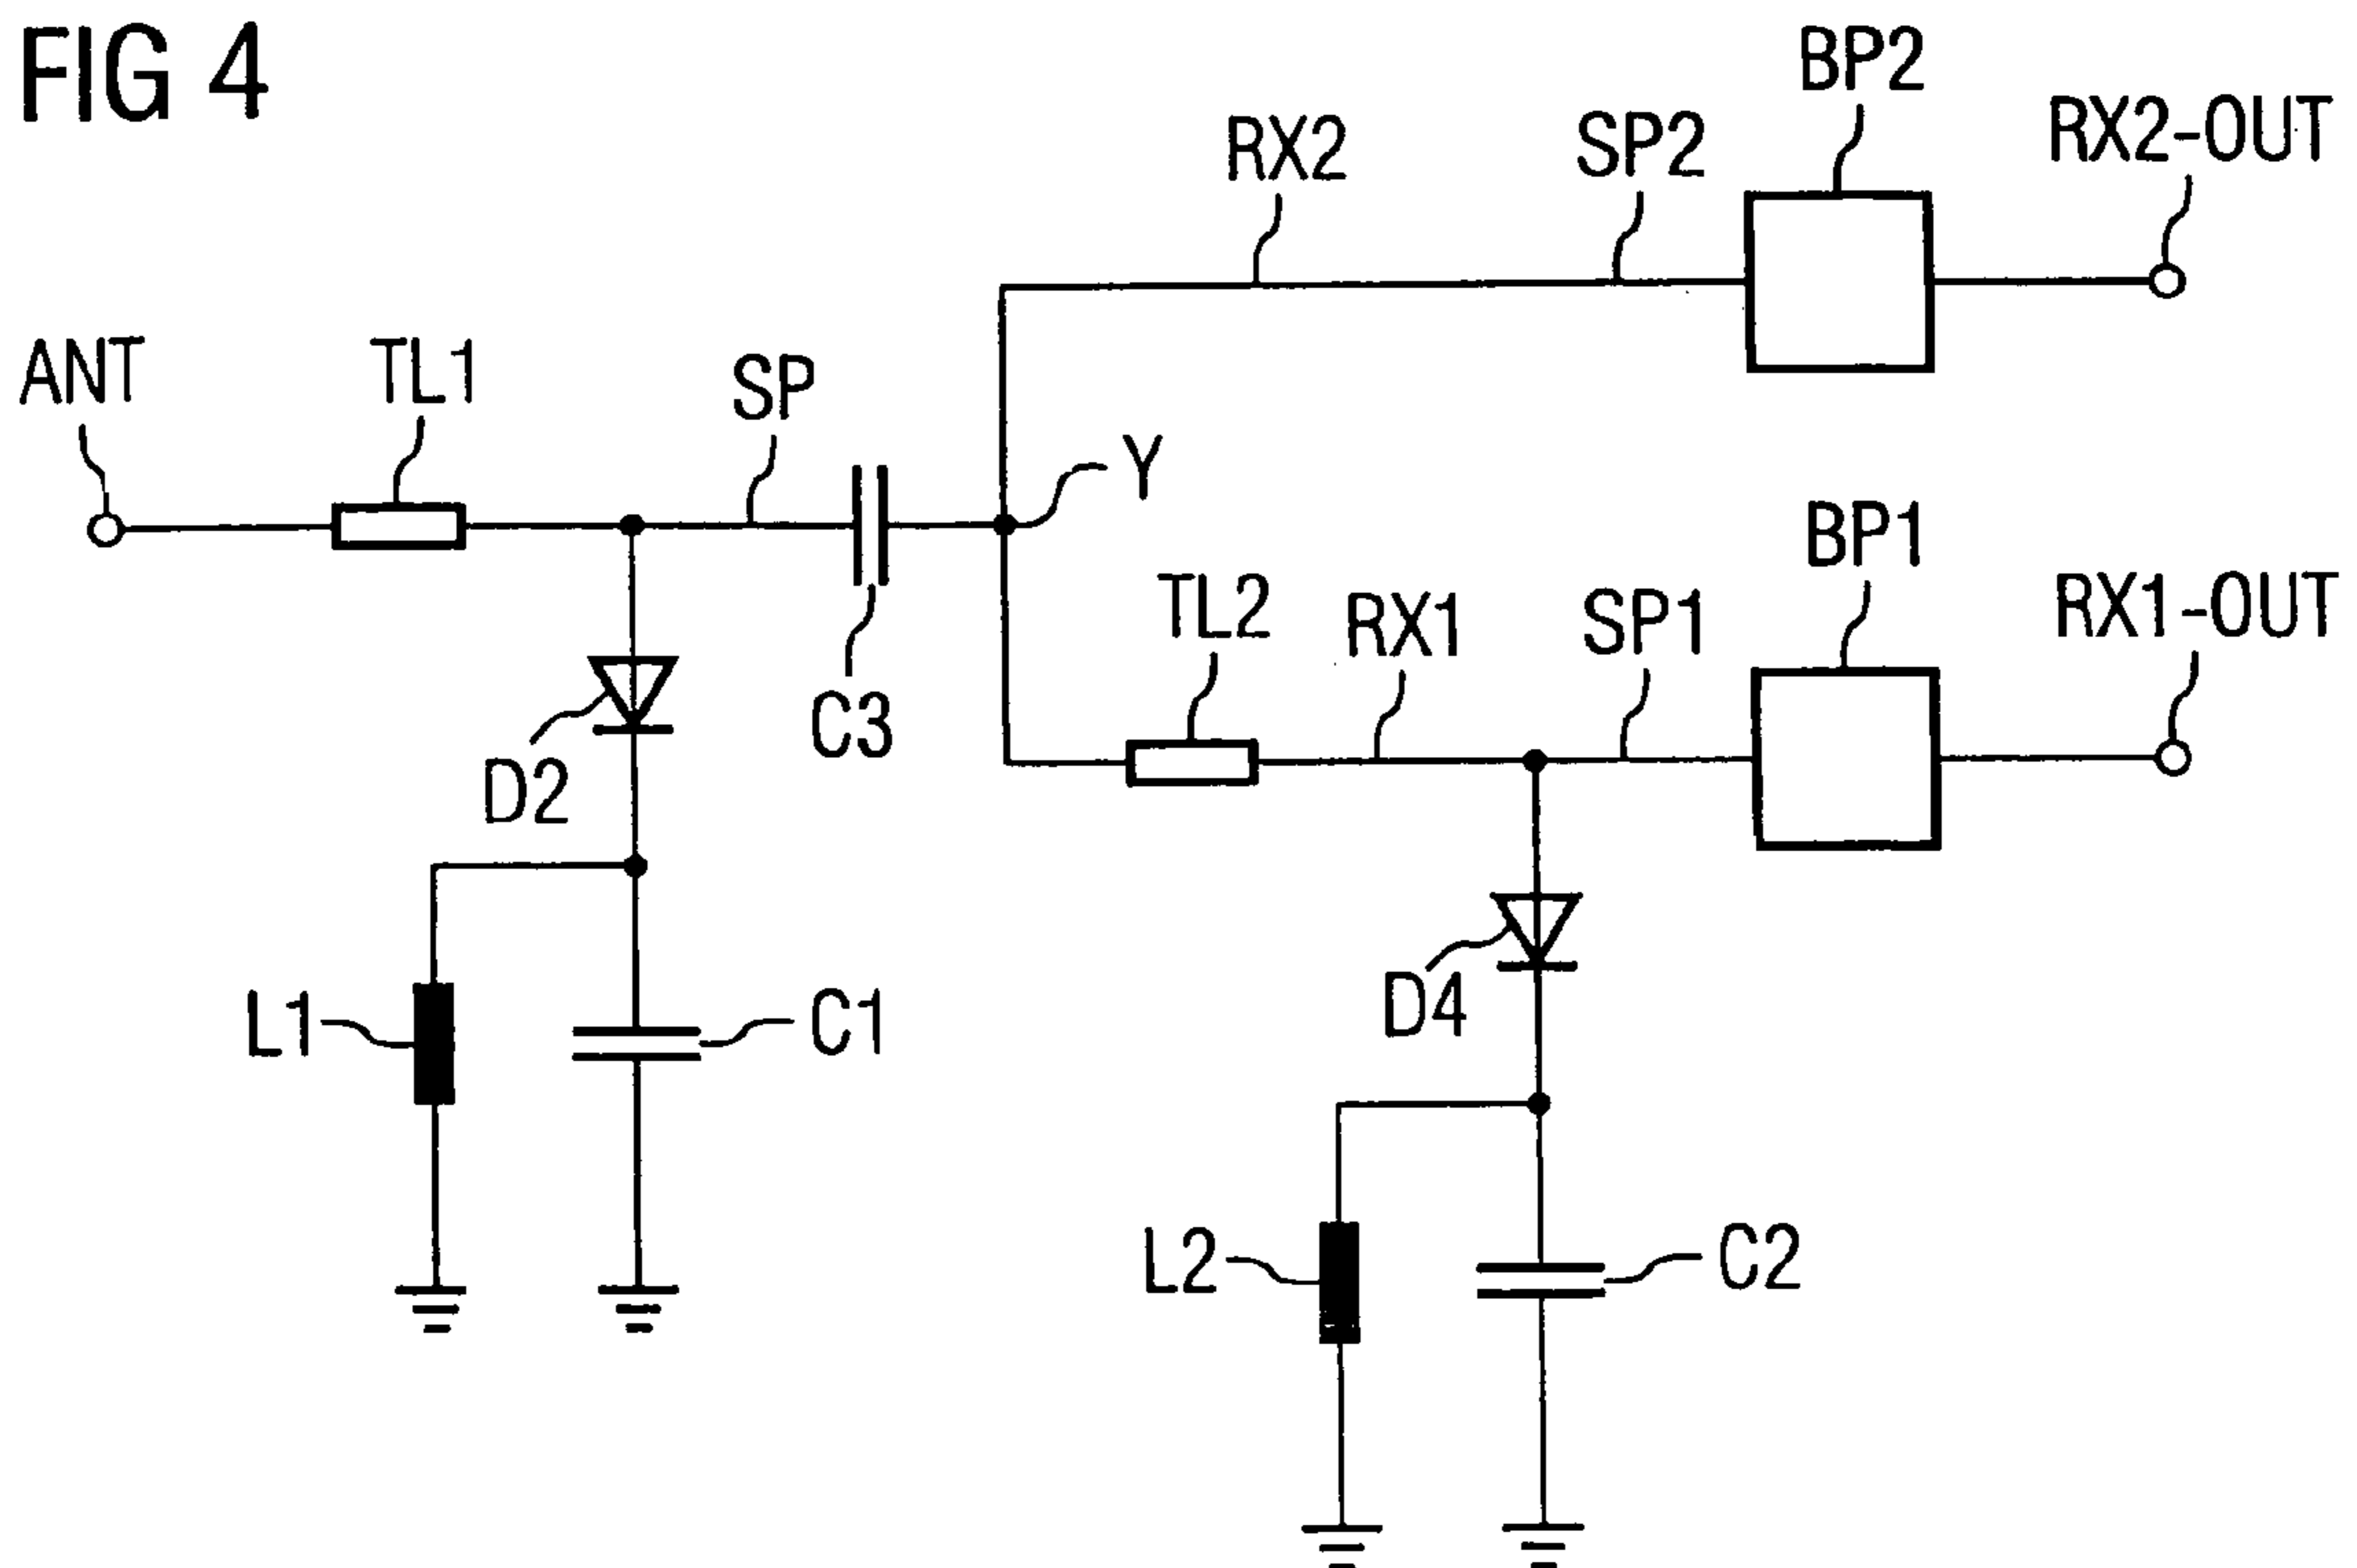 FIG 4
BP2
RX2-OUT
SP2
RX2
ANT
TL1
SP
Y
BP1
RX1-OUT
TL2
RX1
SP1
C3
D2
D4
L1
C1
L2
C2